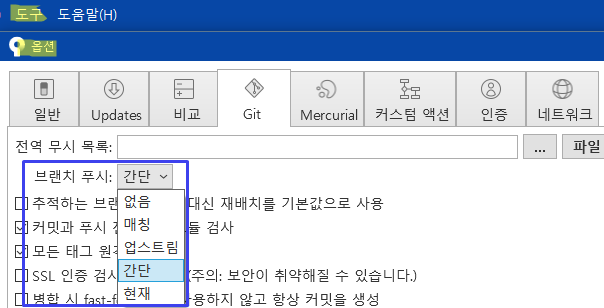 도구 도움말(H)
옵션
일반 Updates 비교 Git Mercurial 커스텀 액션 인증 네트워크
전역 무시 목록: ... 파일
브랜치 푸시: 간단
없음
추적하는 브랜 대신 재배치를 기본값으로 사용
매칭
커밋과 푸시 전 듈 검사
업스트림
모든 태그 원격
간단
SSL 인증 검사 (주의: 보안이 취약해질 수 있습니다.)
현재
병합 시 fast-f 사용하지 않고 항상 커밋을 생성